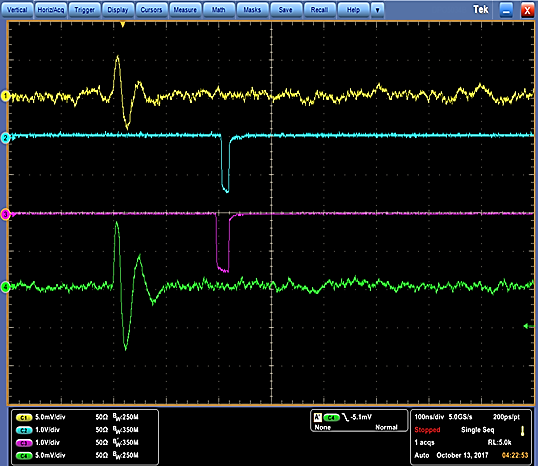 Vertical Horiz/Acq Trigger Display Cursors Measure Math Masks Save Recall Help Tek X
1
2
3
4
C1 5.0mV/div 50Ω BW:250M
C2 1.0V/div 50Ω BW:350M
C3 1.0V/div 50Ω BW:350M
C4 5.0mV/div 50Ω BW:250M
A' C4 -5.1mV
None Normal
100ns/div 5.0GS/s 200ps/pt
Stopped Single Seq
1 acqs RL:5.0k
Auto October 13, 2017 04:22:53